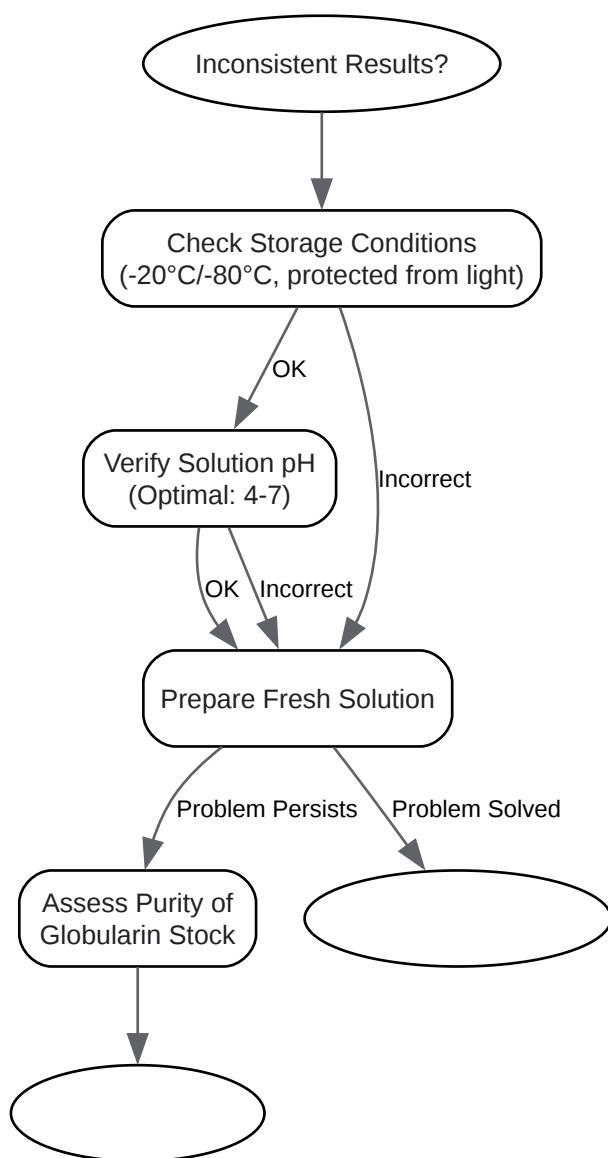 Inconsistent Results?
Check Storage Conditions
(-20°C/-80°C, protected from light)
OK
Verify Solution pH
(Optimal: 4-7)
Incorrect
OK
Incorrect
Prepare Fresh Solution
Problem Persists
Problem Solved
Assess Purity of
Globularin Stock